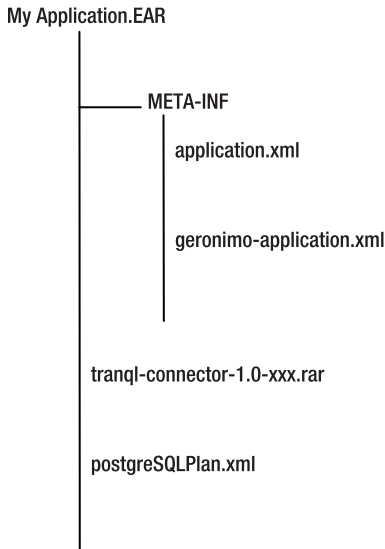 My Application.EAR
META-INF
application.xml
geronimo-application.xml
tranql-connector-1.0-xxx.rar
postgreSQLPlan.xml